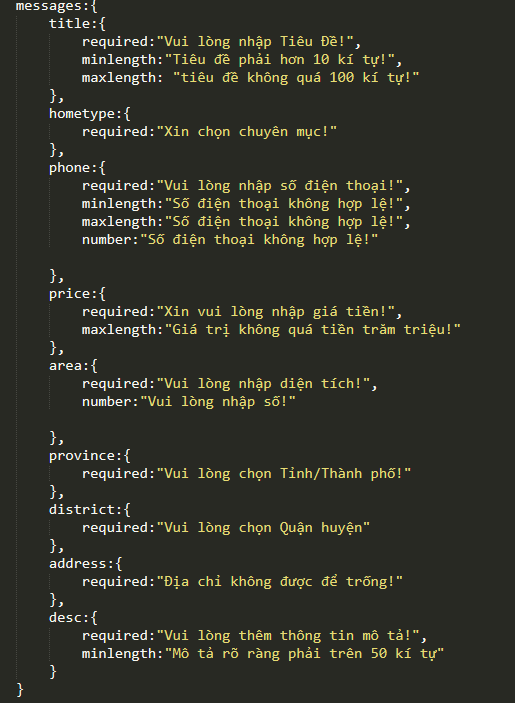 messages:{
title:{
required:"Vui lòng nhập Tiêu Đề!",
minlength:"Tiêu đề phải hơn 10 kí tự!",
maxlength: "tiêu đề không quá 100 kí tự!"
},
hometype:{
required:"Xin chọn chuyên mục!"
},
phone:{
required:"Vui lòng nhập số điện thoại!",
minlength:"Số điện thoại không hợp lệ!",
maxlength:"Số điện thoại không hợp lệ!",
number:"Số điện thoại không hợp lệ!"
},
price:{
required:"Xin vui lòng nhập giá tiền!",
maxlength:"Giá trị không quá tiền trăm triệu!"
},
area:{
required:"Vui lòng nhập diện tích!",
number:"Vui lòng nhập số!"
},
province:{
required:"Vui lòng chọn Tỉnh/Thành phố!"
},
district:{
required:"Vui lòng chọn Quận huyện"
},
address:{
required:"Địa chỉ không được để trống!"
},
desc:{
required:"Vui lòng thêm thông tin mô tả!",
minlength:"Mô tả rõ ràng phải trên 50 kí tự"
}
}